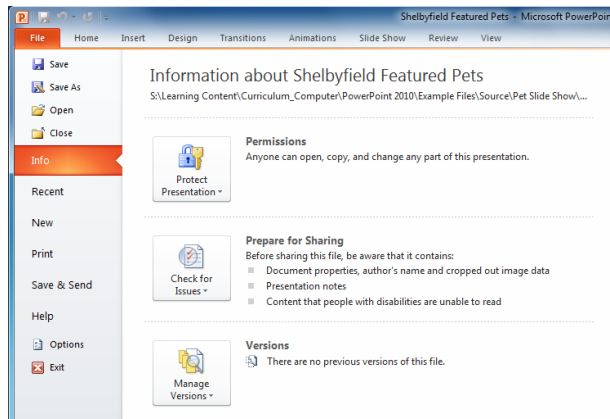 Shelbyfield Featured Pets - Microsoft PowerPoin
File Home Insert Design Transitions Animations Slide Show Review View
Save
Save As
Open
Close
Info
Recent
New
Print
Save & Send
Help
Options
Exit
Information about Shelbyfield Featured Pets
S:\Learning Content\Curriculum_Computer\PowerPoint 2010\Example Files\Source\Pet Slide Show\...
Protect
Presentation
Permissions
Anyone can open, copy, and change any part of this presentation.
Check for
Issues
Prepare for Sharing
Before sharing this file, be aware that it contains:
Document properties, author's name and cropped out image data
Presentation notes
Content that people with disabilities are unable to read
Manage
Versions
Versions
There are no previous versions of this file.